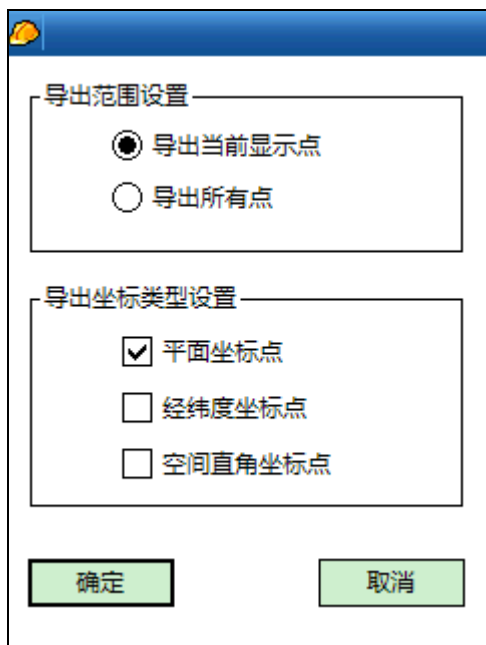 导出范围设置
导出当前显示点
导出所有点
导出坐标类型设置
平面坐标点
经纬度坐标点
空间直角坐标点
确定 取消